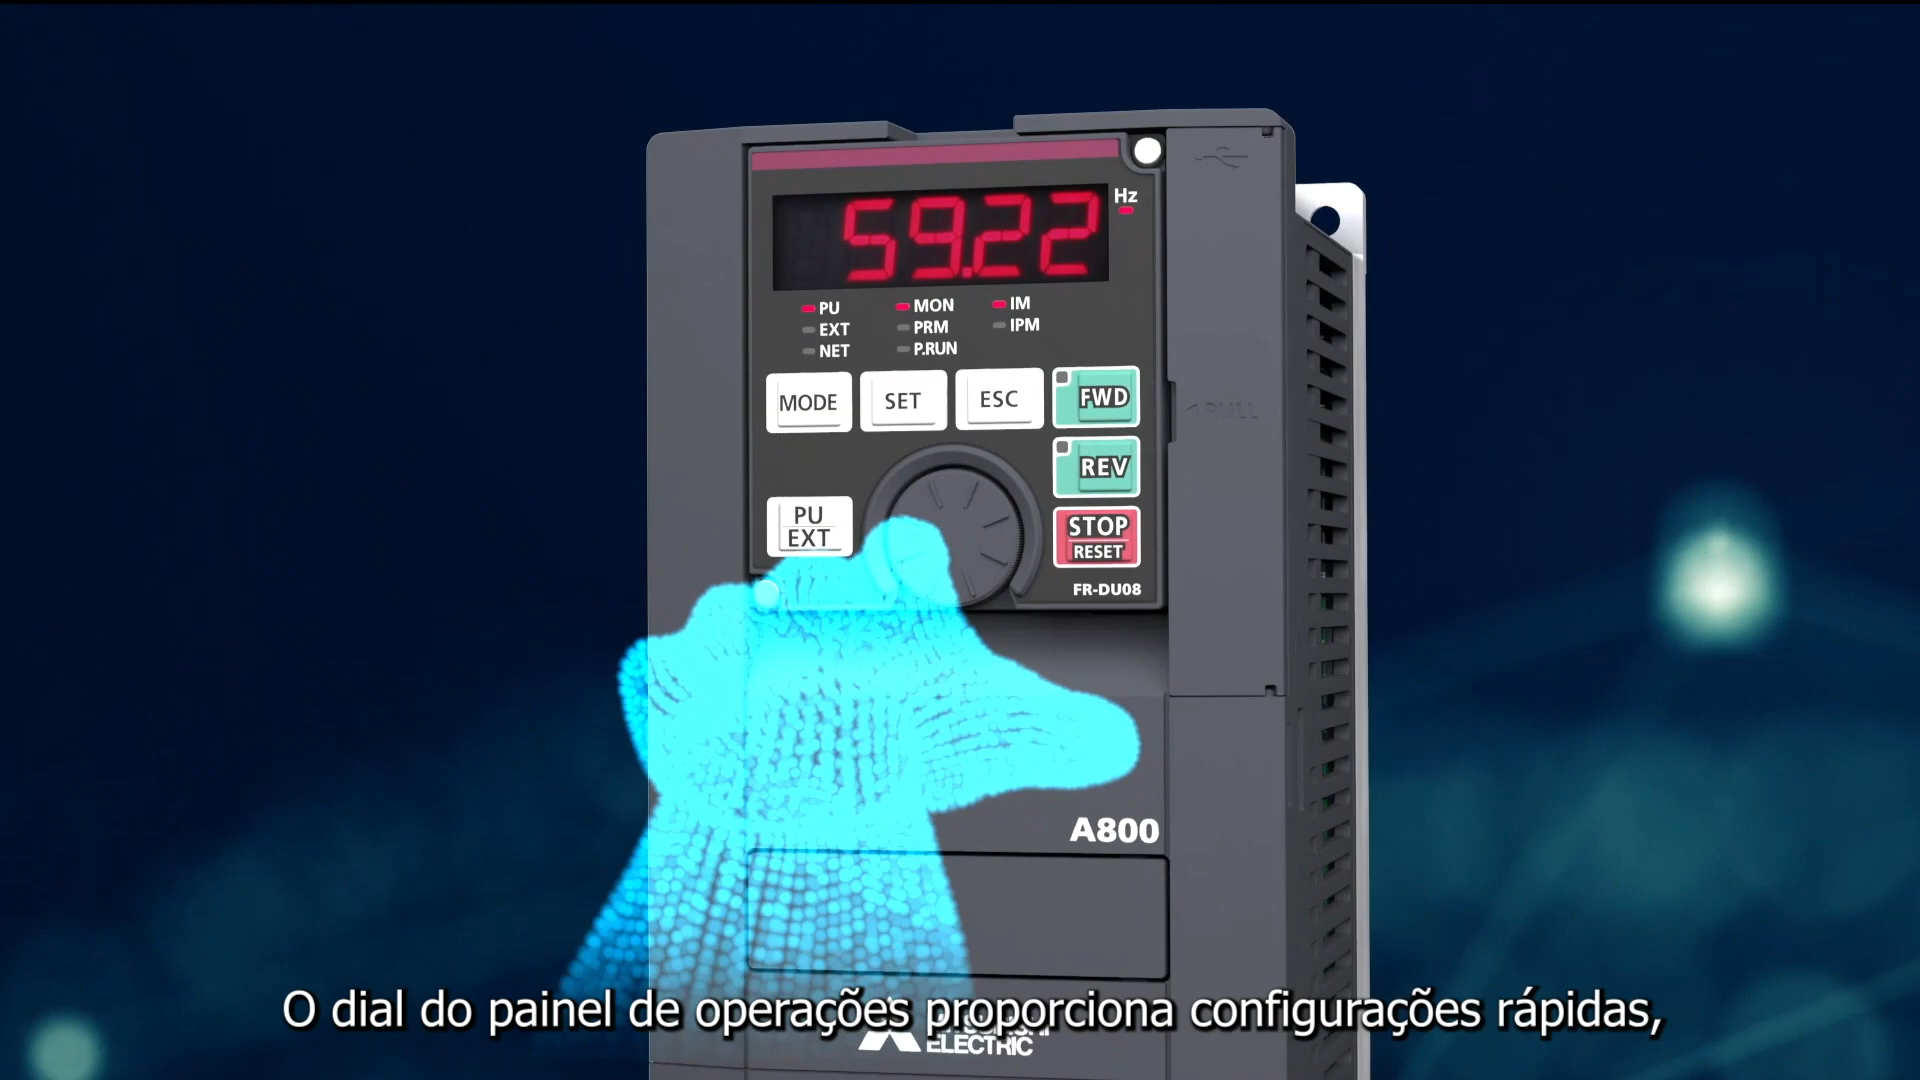 59.22
Hz
PU MON IM
EXT PRM IPM
NET P.RUN
MODE SET ESC FWD
REV
PU
EXT
STOP
RESET
FR-DU08
PULL
A800
O dial do painel de operações proporciona configurações rápidas,
ELECTRIC